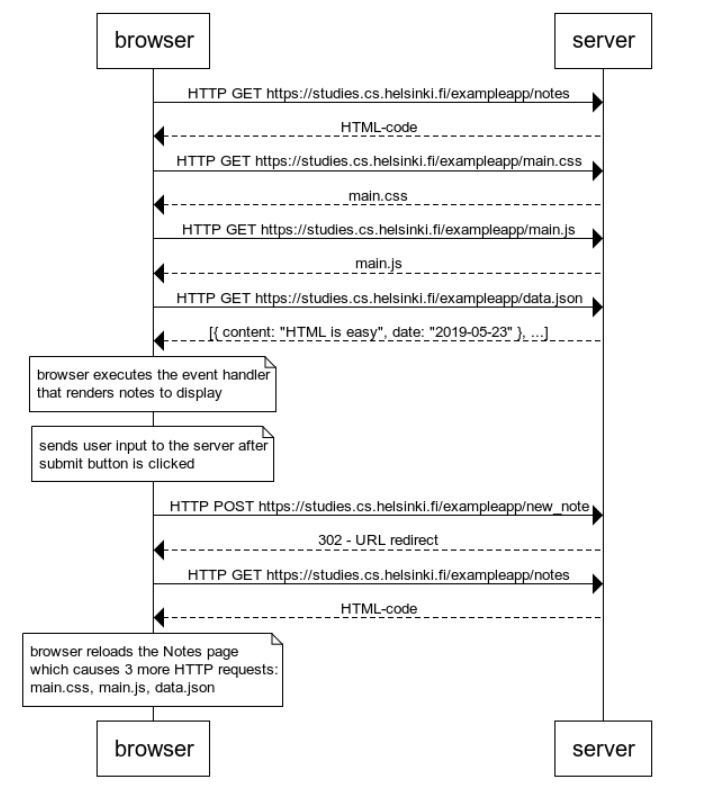 browser
server
HTTP GET https://studies.cs.helsinki.fi/exampleapp/notes
HTML-code
HTTP GET https://studies.cs.helsinki.fi/exampleapp/main.css
main.css
HTTP GET https://studies.cs.helsinki.fi/exampleapp/main.js
main.js
HTTP GET https://studies.cs.helsinki.fi/exampleapp/data.json
[{ content: "HTML is easy", date: "2019-05-23" }, ...]
browser executes the event handler
that renders notes to display
sends user input to the server after
submit button is clicked
HTTP POST https://studies.cs.helsinki.fi/exampleapp/new_note
302 - URL redirect
HTTP GET https://studies.cs.helsinki.fi/exampleapp/notes
HTML-code
browser reloads the Notes page
which causes 3 more HTTP requests:
main.css, main.js, data.json
browser
server